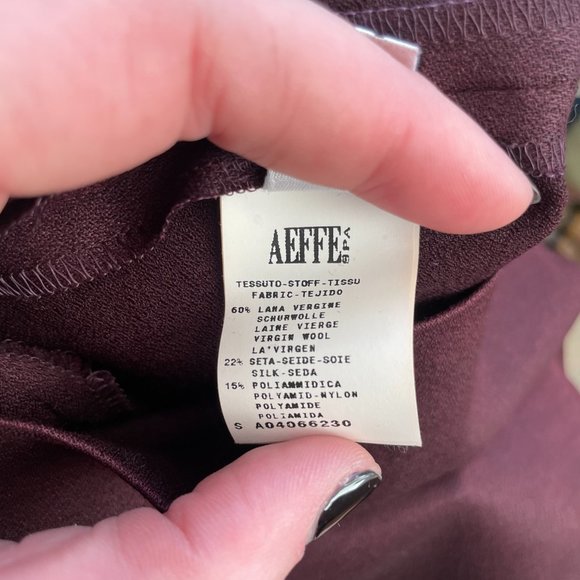 AEFFE SPA
TESSUTO-STOFF-TISSU
FABRIC-TEJIDO
60% LANA VERGINE
SCHURWOLLE
LAINE VIERGE
VIRGIN WOOL
LA'VIRGEN
22% SETA-SEIDE-SOIE
SILK-SEDA
15% POLIAMMIDICA
POLYAMID-NYLON
POLYAMIDE
POLIAMIDA
S A04066230